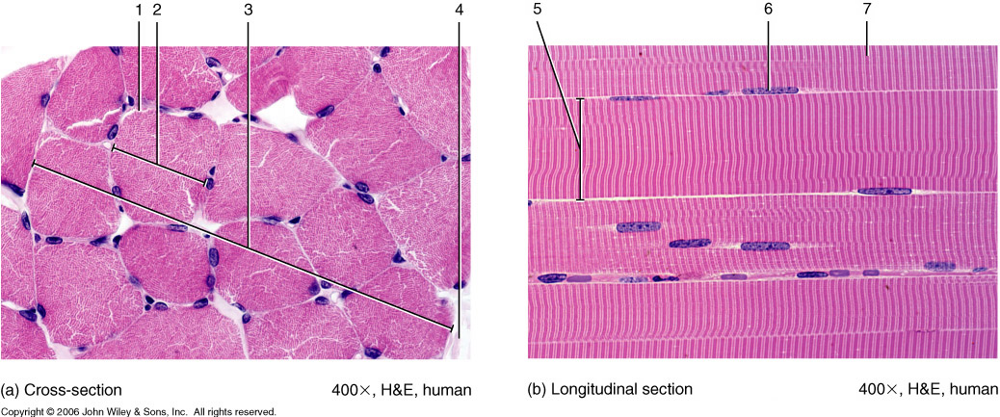 1 2 3 4
5 6 7
(a) Cross-section 400×, H&E, human
(b) Longitudinal section 400×, H&E, human
Copyright © 2006 John Wiley & Sons, Inc. All rights reserved.